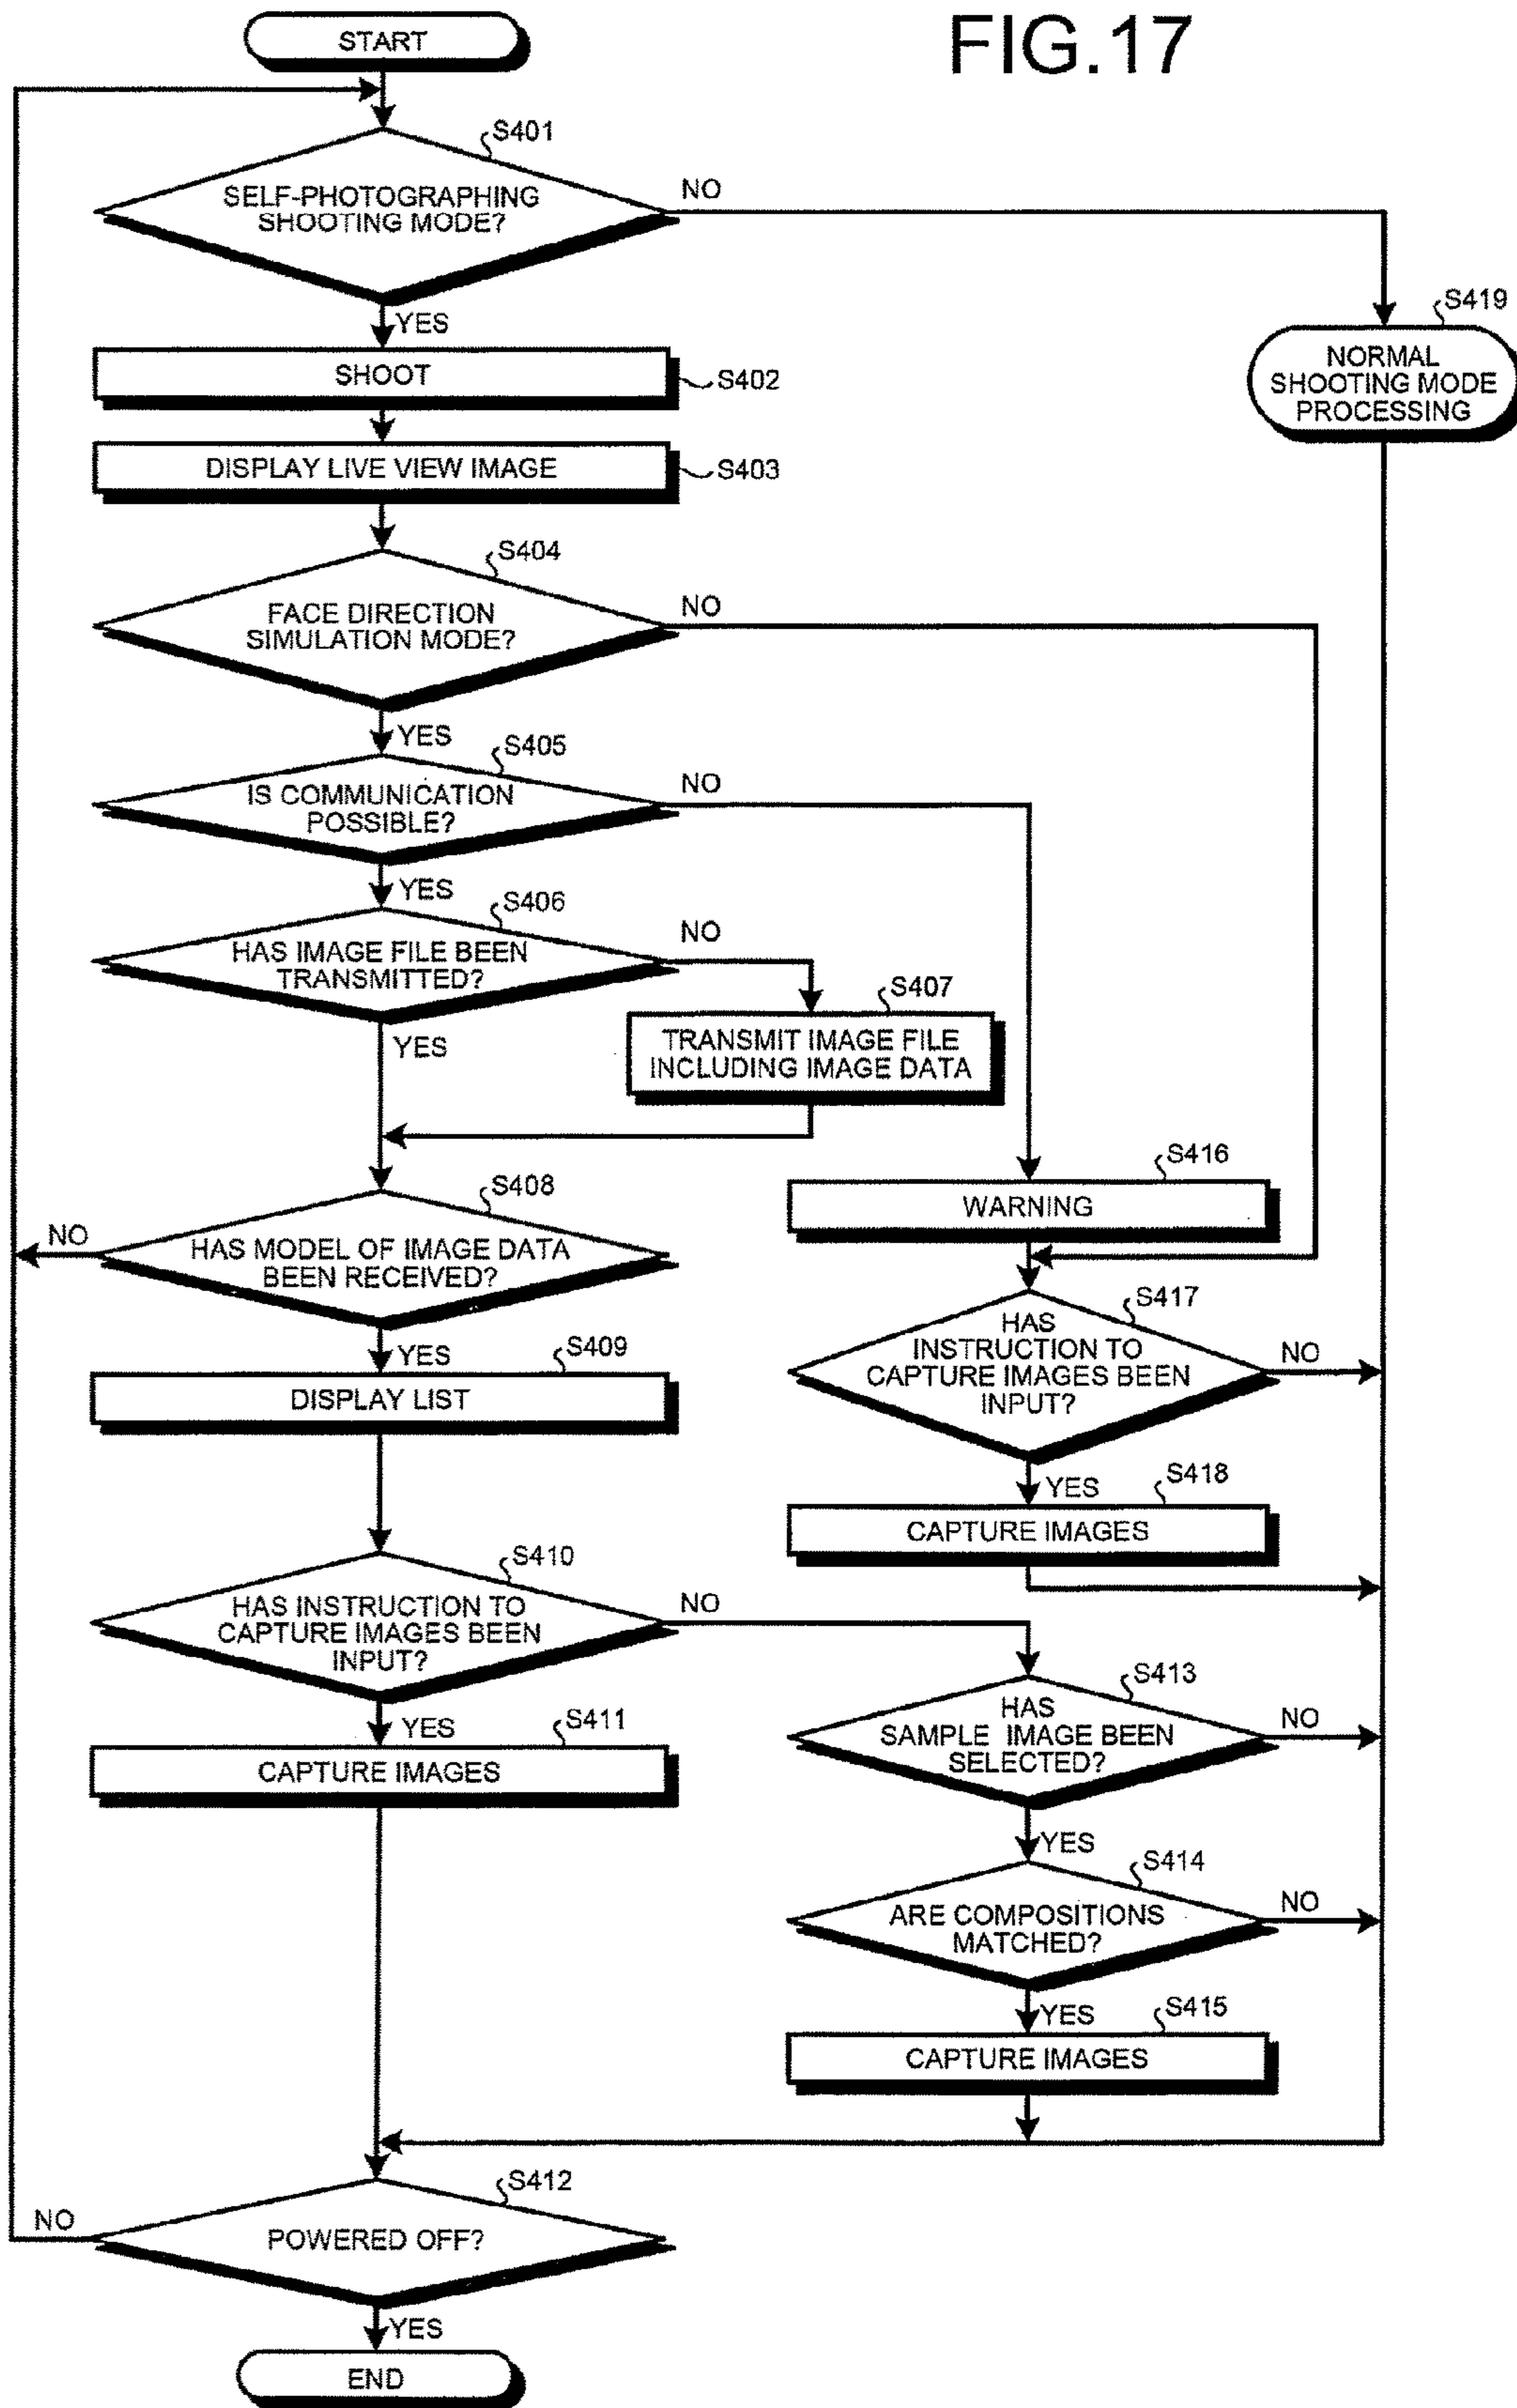 FIG.17
START
S401
SELF-PHOTOGRAPHING
SHOOTING MODE?
NO
YES
S419
NORMAL
SHOOTING MODE
PROCESSING
SHOOT
S402
DISPLAY LIVE VIEW IMAGE
S403
S404
FACE DIRECTION
SIMULATION MODE?
NO
YES
S405
IS COMMUNICATION
POSSIBLE?
NO
YES
S406
HAS IMAGE FILE BEEN
TRANSMITTED?
NO
YES
S407
TRANSMIT IMAGE FILE
INCLUDING IMAGE DATA
S408
HAS MODEL OF IMAGE DATA
BEEN RECEIVED?
NO
YES
S416
WARNING
S417
HAS
INSTRUCTION TO
CAPTURE IMAGES BEEN
INPUT?
NO
YES
S418
CAPTURE IMAGES
S409
DISPLAY LIST
S410
HAS INSTRUCTION TO
CAPTURE IMAGES BEEN
INPUT?
NO
YES
S411
CAPTURE IMAGES
S413
HAS
SAMPLE IMAGE BEEN
SELECTED?
NO
YES
S414
ARE COMPOSITIONS
MATCHED?
NO
YES
S415
CAPTURE IMAGES
S412
POWERED OFF?
NO
YES
END